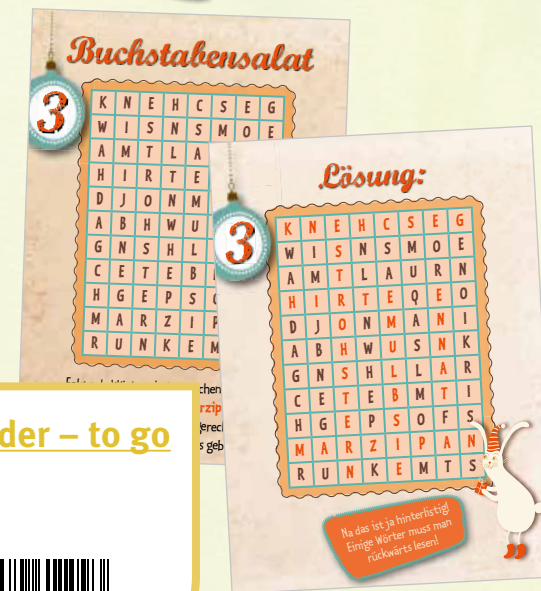 Buchstabensalat
3
K N E H C S E G
W I S N S M O E
A M T L A
H I R T E
D J O N M
A B H W U
G N S H L
C E T E B
H G E P S
M A R Z I P
R U N K E M
Lösung:
3
K N E H C S E G
W I S N S M O E
A M T L A U R N
H I R T E Q E O
D J O N M A N I
A B H W U S N K
G N S H L L A R
C E T E B M T I
H G E P S O F S
M A R Z I P A N
R U N K E M T S
Na das ist ja hinterlistig!
Einige Wörter muss man
rückwärts lesen!
der – to go